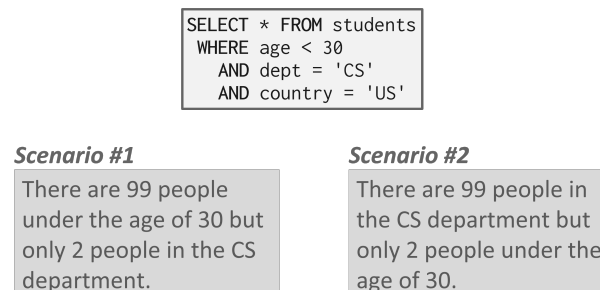 SELECT * FROM students
WHERE age < 30
AND dept = 'CS'
AND country = 'US'
Scenario #1
There are 99 people
under the age of 30 but
only 2 people in the CS
department.
Scenario #2
There are 99 people in
the CS department but
only 2 people under the
age of 30.